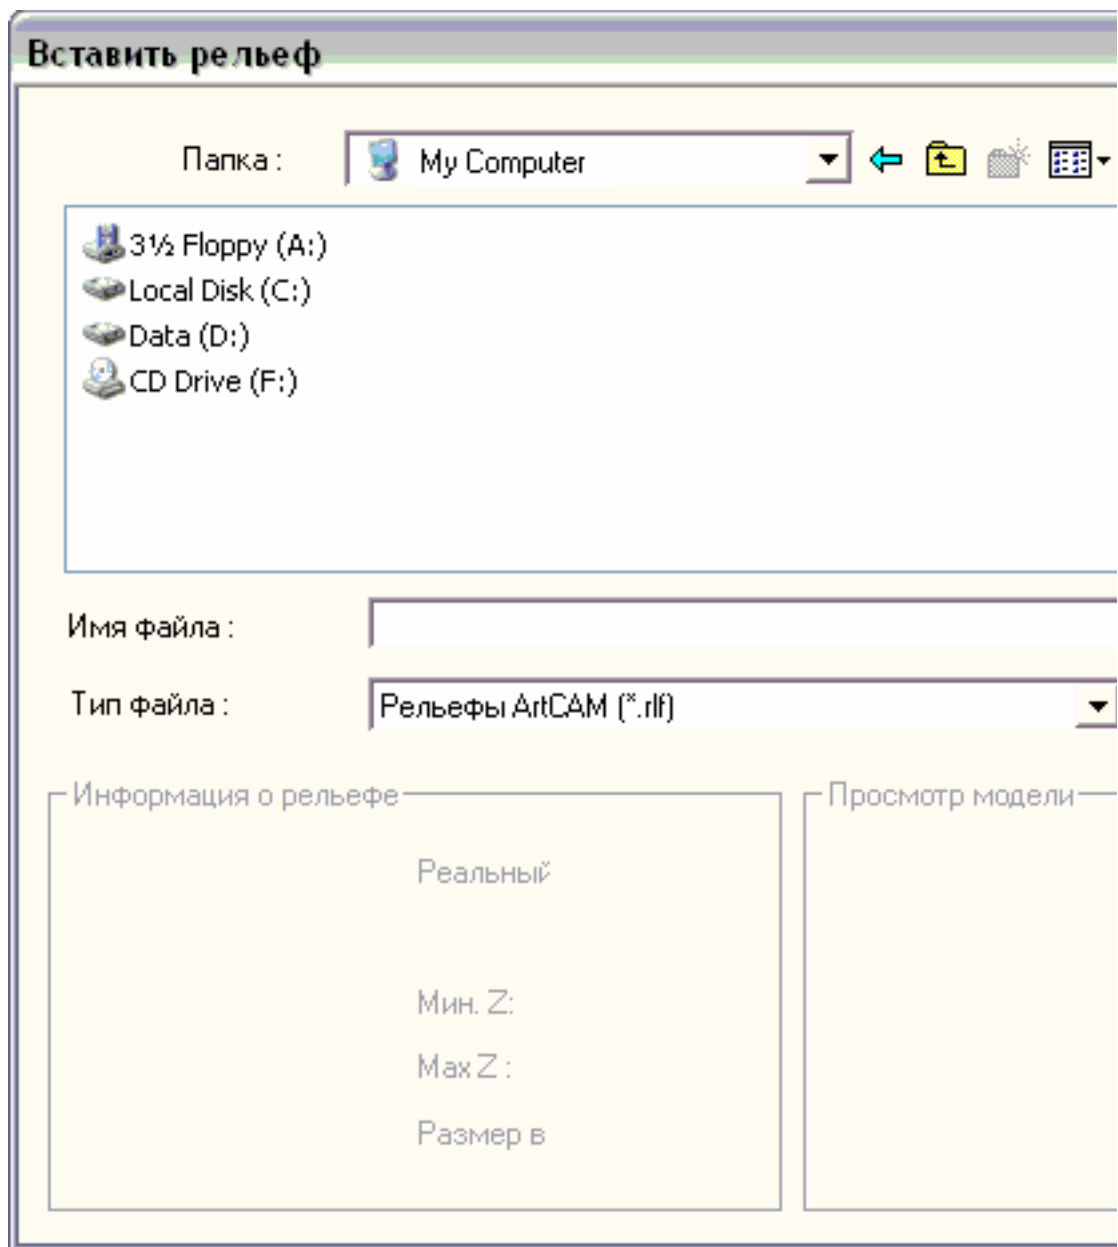 Вставить рельеф
Папка :
My Computer
3½ Floppy (A:)
Local Disk (C:)
Data (D:)
CD Drive (F:)
Имя файла :
Тип файла :
Рельефы ArtCAM (*.rlf)
Информация о рельефе
Просмотр модели
Реальный
Мин. Z:
Max Z :
Размер в